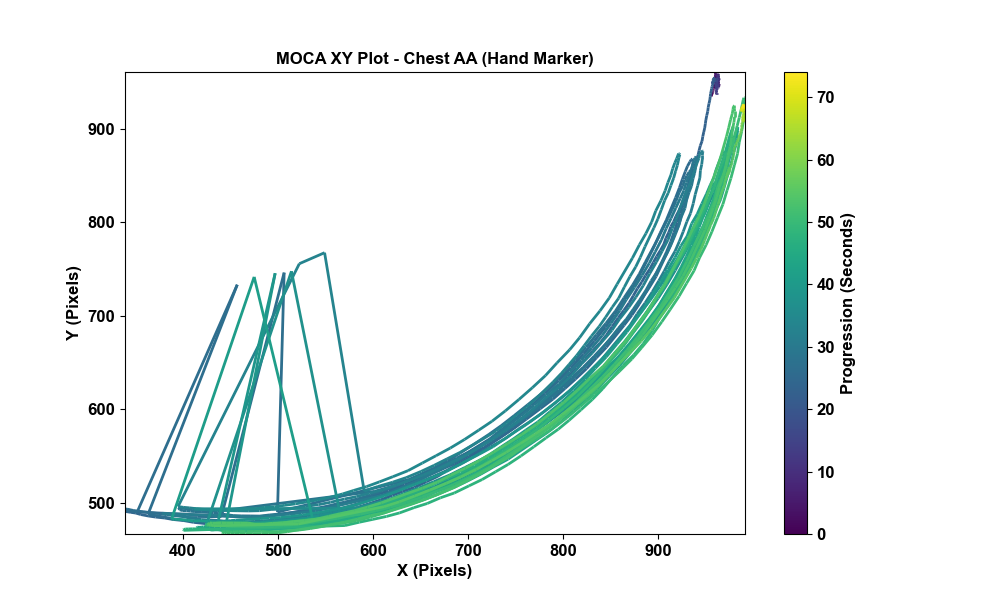 MOCA XY Plot - Chest AA (Hand Marker)
Y (Pixels)
900
800
700
600
500
400 500 600 700 800 900
X (Pixels)
70
60
50
40
30
20
10
0
Progression (Seconds)